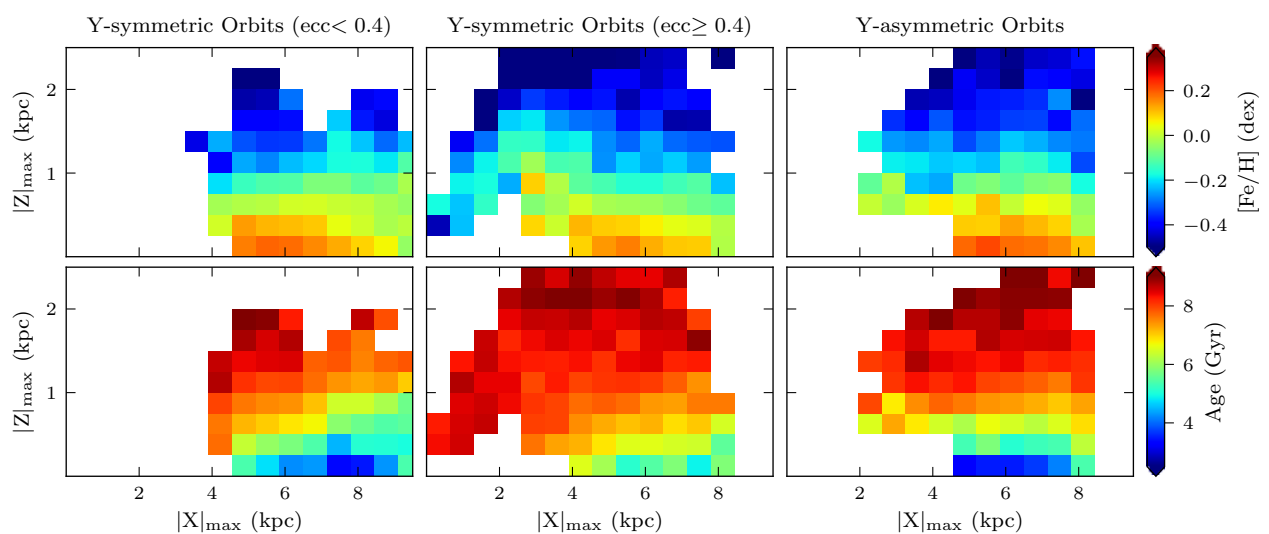 Y-symmetric Orbits (ecc< 0.4)
Y-symmetric Orbits (ecc≥ 0.4)
Y-asymmetric Orbits
|Z|max (kpc)
2
1
0.2
0.0
−0.2
−0.4
[Fe/H] (dex)
|Z|max (kpc)
2
1
8
6
4
Age (Gyr)
2 4 6 8
2 4 6 8
2 4 6 8
|X|max (kpc)
|X|max (kpc)
|X|max (kpc)